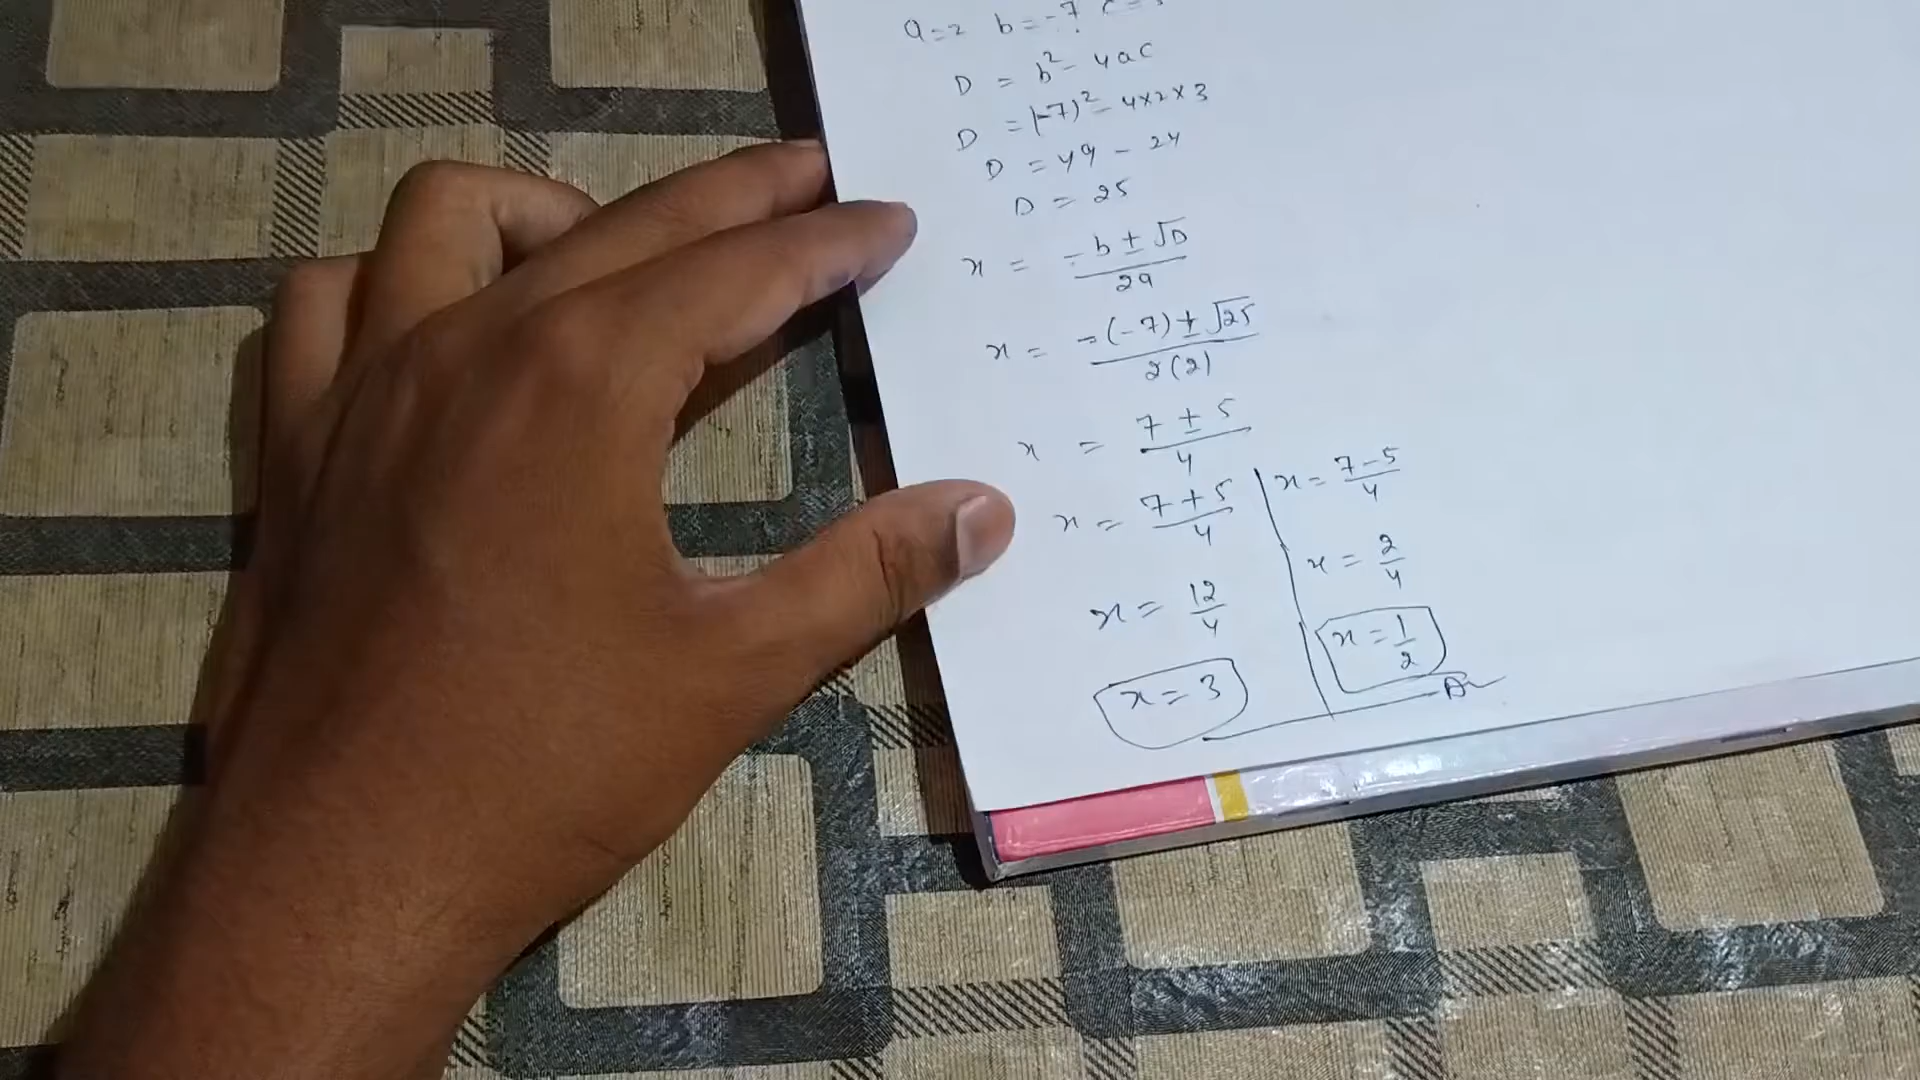 a=2 b=-7 c=
D = b²-4ac
D = (-7)²-4×2×3
D = 49 - 24
D = 25
x = -b±√D/2a
x = -(-7)±√25/2(2)
x = 7±5/4
x = 7+5/4
x = 12/4
x = 3
x = 7-5/4
x = 2/4
x = 1/2